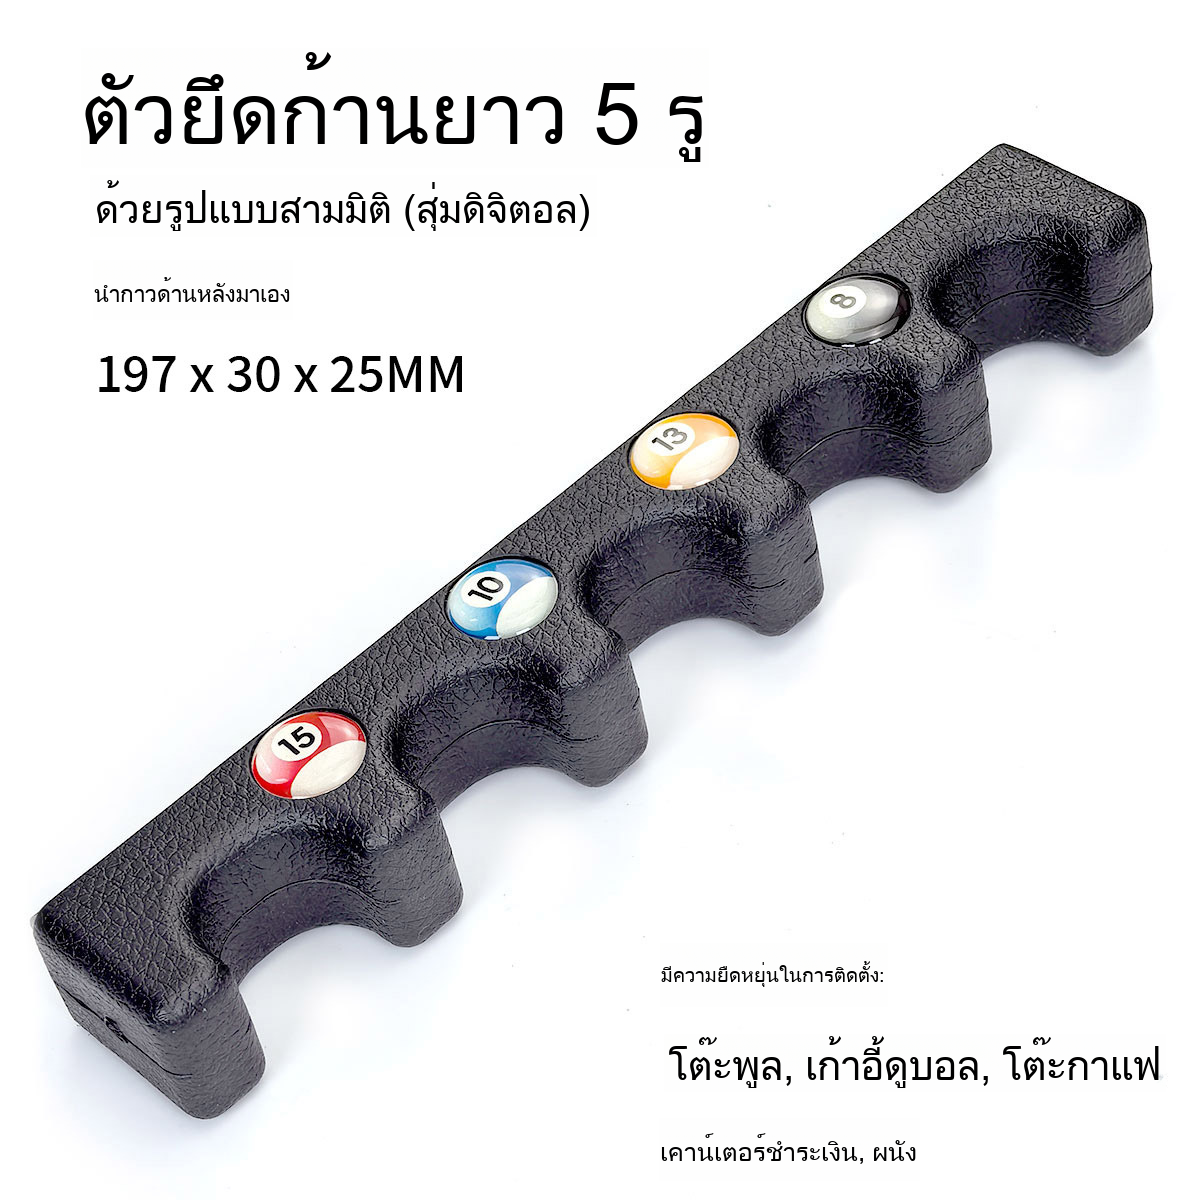 ตัวยึดก้านยาว 5 รู
ด้วยรูปแบบสามมิติ (สุ่มดิจิตอล)
นำกาวด้านหลังมาเอง
197 x 30 x 25MM
8
13
10
15
มีความยืดหยุ่นในการติดตั้ง:
โต๊ะพูล, เก้าอี้ดูบอล, โต๊ะกาแฟ
เคาน์เตอร์ชำระเงิน, ผนัง